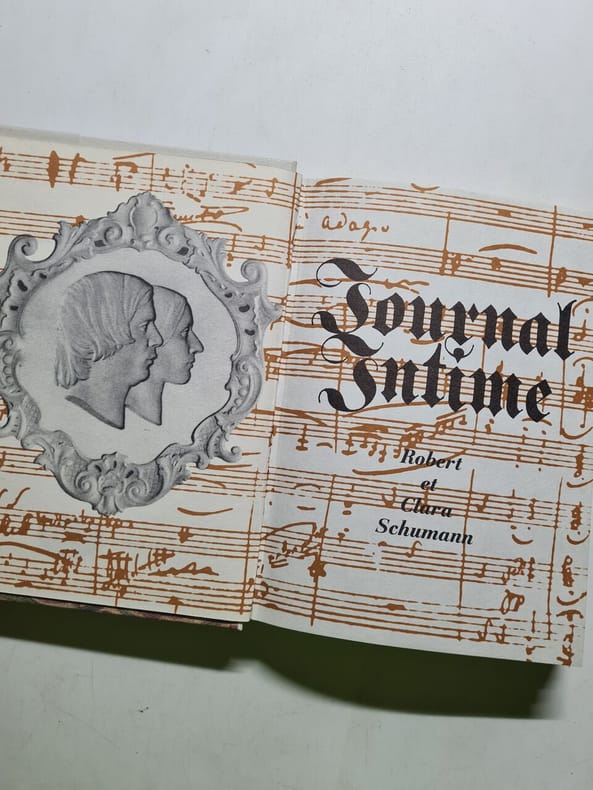 adagio
Journal
Intime
Robert
et
Clara
Schumann